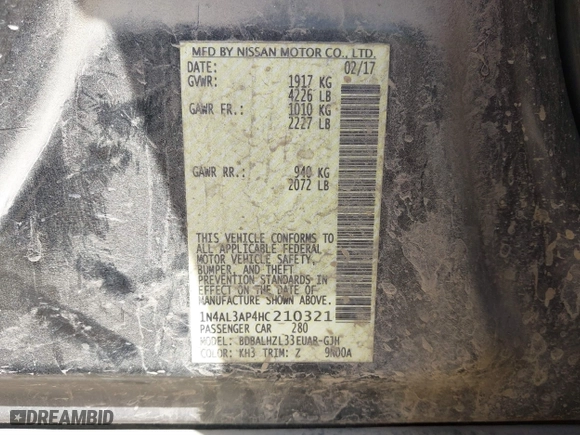 MFD BY NISSAN MOTOR CO., LTD.
DATE: 02/17
GVWR: 1917 KG
4226 LB
GAWR FR.: 1010 KG
2227 LB
GAWR RR.: 940 KG
2072 LB
THIS VEHICLE CONFORMS TO
ALL APPLICABLE FEDERAL
MOTOR VEHICLE SAFETY,
BUMPER, AND THEFT
PREVENTION STANDARDS IN
EFFECT ON THE DATE OF
MANUFACTURE SHOWN ABOVE.
1N4AL3AP4HC210321
PASSENGER CAR 280
MODEL: BDBALHZL33EUAR-GJH
COLOR: KH3 TRIM: Z 9N00A
DREAMBID